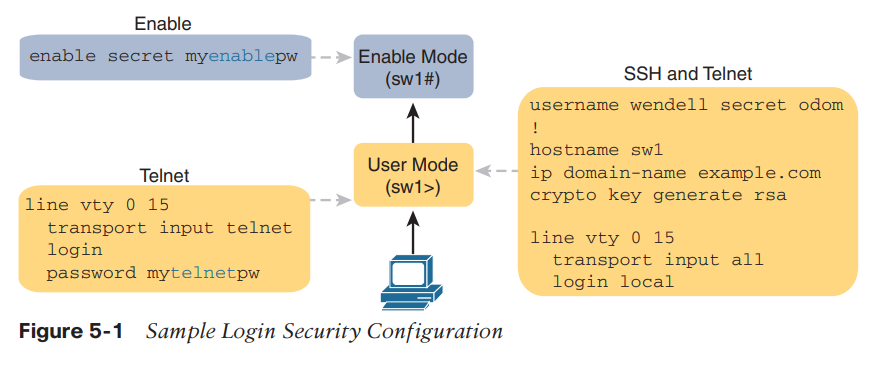 Enable
enable secret myenablepw
Enable Mode
(sw1#)
SSH and Telnet
username wendell secret odom
!
hostname sw1
ip domain-name example.com
crypto key generate rsa
line vty 0 15
transport input all
login local
User Mode
(sw1>)
Telnet
line vty 0 15
transport input telnet
login
password mytelnetpw
Figure 5-1 Sample Login Security Configuration